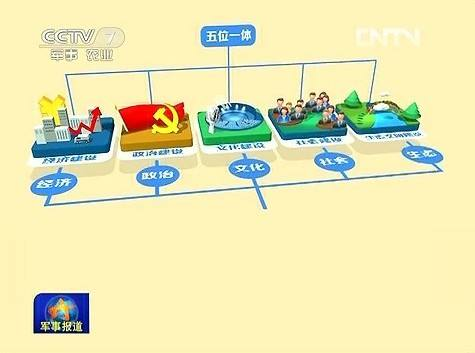 CCTV 7
军事 农业
CNTV
五位一体
经济建设
政治建设
文化建设
社会建设
生态文明建设
经济
政治
文化
社会
生态
军事报道